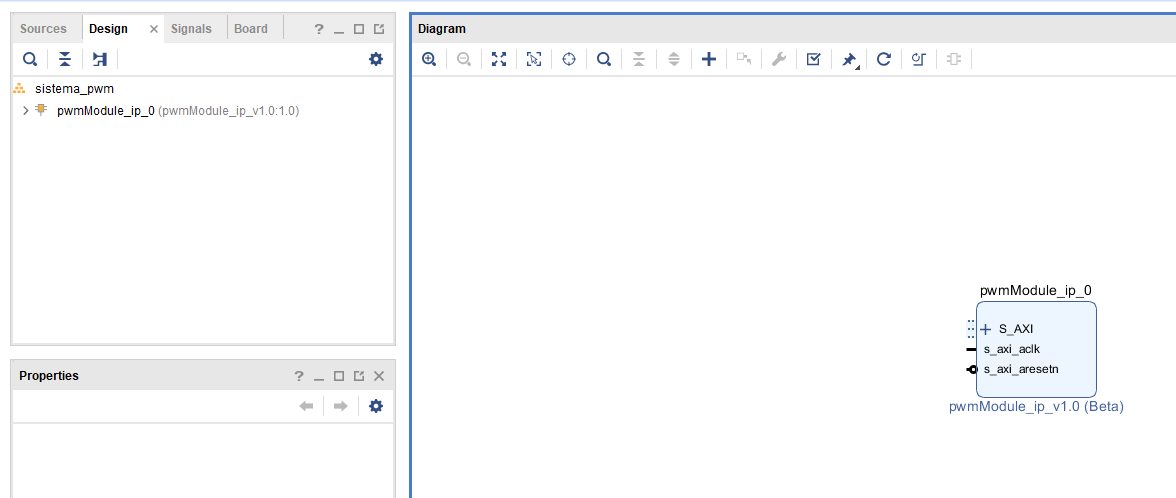 Sources Design × Signals Board ?
sistema_pwm
pwmModule_ip_0 (pwmModule_ip_v1.0:1.0)
Properties ?
Diagram
pwmModule_ip_0
S_AXI
s_axi_aclk
s_axi_aresetn
pwmModule_ip_v1.0 (Beta)